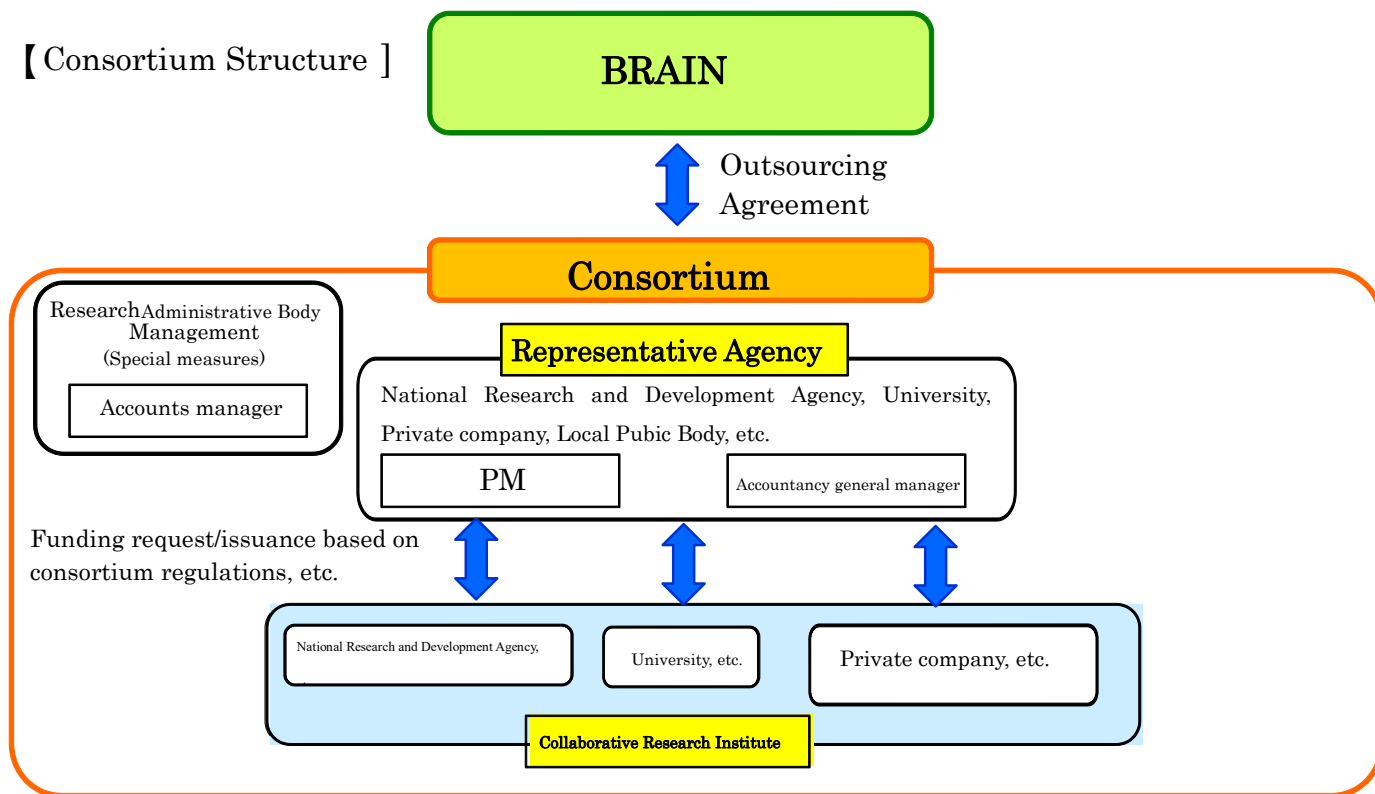 【Consortium Structure ]
BRAIN
Outsourcing
Agreement
Consortium
Research Administrative Body
Management
(Special measures)
Accounts manager
Representative Agency
National Research and Development Agency, University,
Private company, Local Pubic Body, etc.
PM
Accountancy general manager
Funding request/issuance based on
consortium regulations, etc.
National Research and Development Agency,
University, etc.
Private company, etc.
Collaborative Research Institute